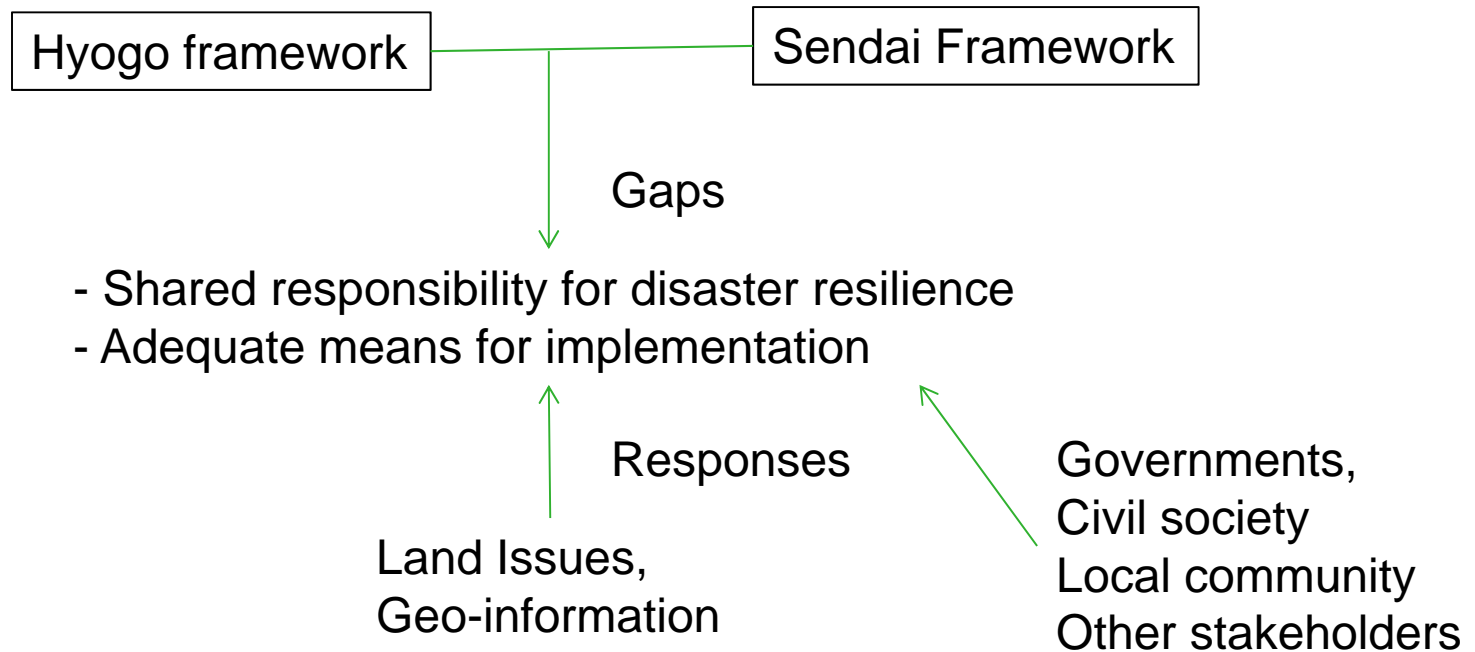 Hyogo framework
Sendai Framework
Gaps
- Shared responsibility for disaster resilience
- Adequate means for implementation
Responses
Land Issues,
Geo-information
Governments,
Civil society
Local community
Other stakeholders